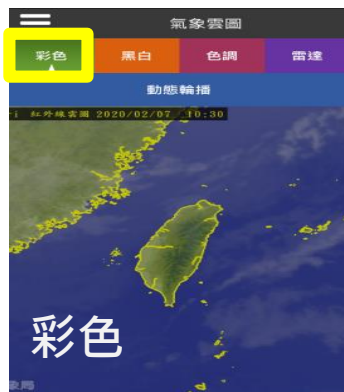 氣象雲圖
彩色 黑白 色調 雷達
動態輪播
紅外線雲圖 2020/02/07 10:30
彩色